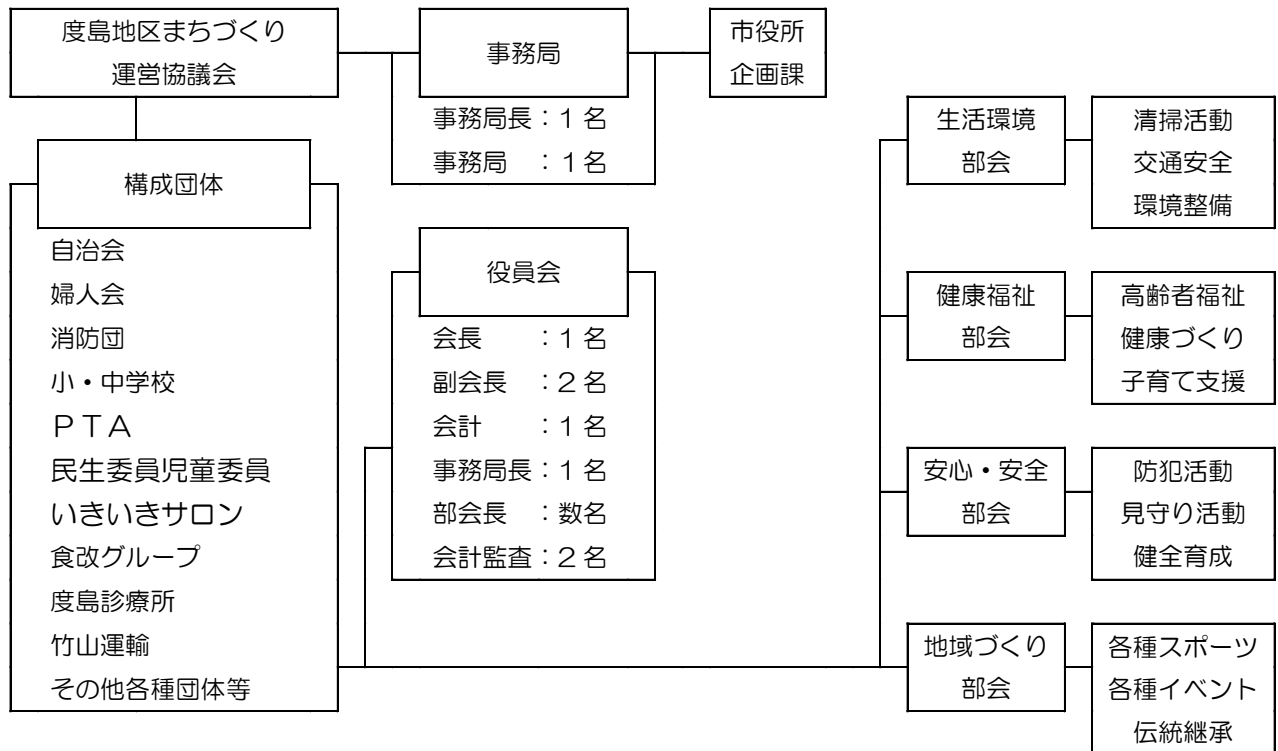 度島地区まちづくり
運営協議会
事務局
事務局長：１名
事務局　：１名
市役所
企画課
構成団体
自治会
婦人会
消防団
小・中学校
ＰＴＡ
民生委員児童委員
いきいきサロン
食改グループ
度島診療所
竹山運輸
その他各種団体等
役員会
会長　　：１名
副会長　：２名
会計　　：１名
事務局長：１名
部会長　：数名
会計監査：２名
生活環境
部会
清掃活動
交通安全
環境整備
健康福祉
部会
高齢者福祉
健康づくり
子育て支援
安心・安全
部会
防犯活動
見守り活動
健全育成
地域づくり
部会
各種スポーツ
各種イベント
伝統継承